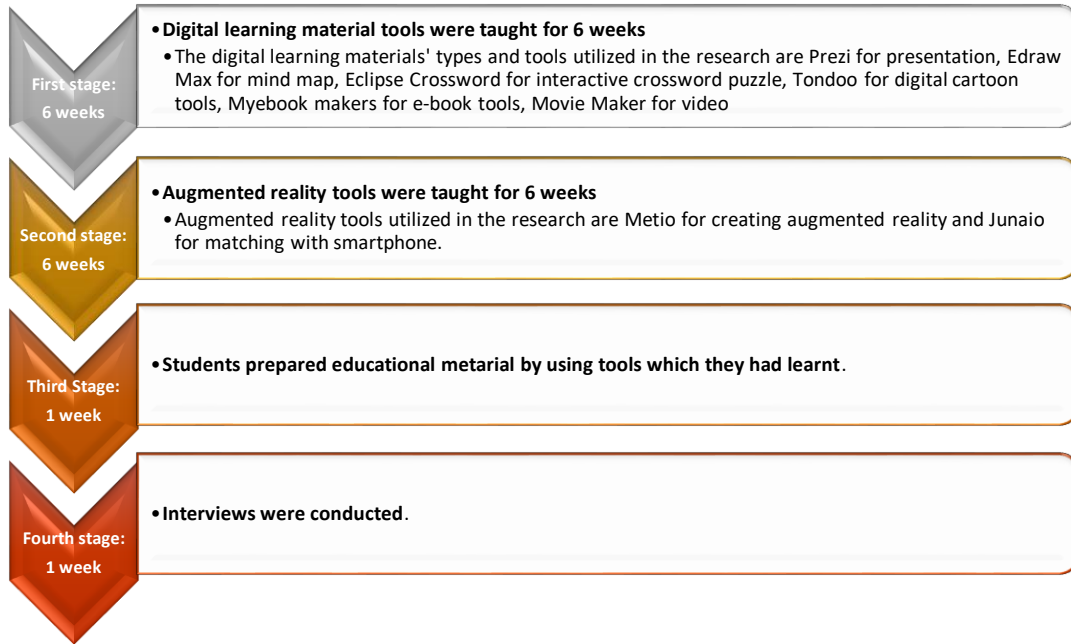 First stage:
6 weeks
•Digital learning material tools were taught for 6 weeks
•The digital learning materials' types and tools utilized in the research are Prezi for presentation, Edraw
Max for mind map, Eclipse Crossword for interactive crossword puzzle, Tondoo for digital cartoon
tools, Myebook makers for e-book tools, Movie Maker for video
Second stage:
6 weeks
•Augmented reality tools were taught for 6 weeks
•Augmented reality tools utilized in the research are Metio for creating augmented reality and Junaio
for matching with smartphone.
Third Stage:
1 week
•Students prepared educational metarial by using tools which they had learnt.
Fourth stage:
1 week
•Interviews were conducted.